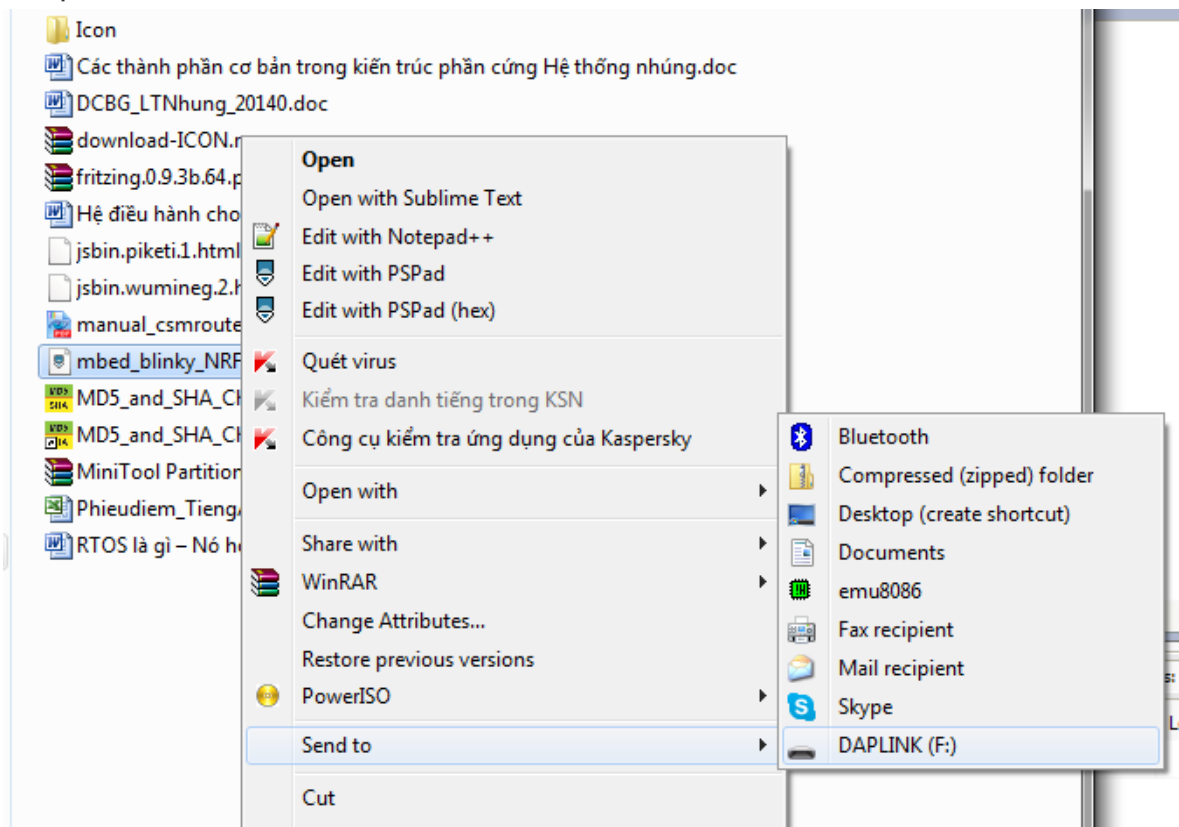 Icon
Các thành phần cơ bản trong kiến trúc phần cứng Hệ thống nhúng.doc
DCBG_LTNhung_20140.doc
download-ICON.r
fritzing.0.9.3b.64.p
Hệ điều hành cho
jsbin.piketi.1.html
jsbin.wumineg.2.h
manual_csmroute
mbed_blinky_NRF
MD5_and_SHA_Ch
MD5_and_SHA_Ch
MiniTool Partition
Phieudiem_Tieng
RTOS là gì – Nó h
Open
Open with Sublime Text
Edit with Notepad++
Edit with PSPad
Edit with PSPad (hex)
Quét virus
Kiểm tra danh tiếng trong KSN
Công cụ kiểm tra ứng dụng của Kaspersky
Open with
Share with
WinRAR
Change Attributes...
Restore previous versions
PowerISO
Send to
Cut
Bluetooth
Compressed (zipped) folder
Desktop (create shortcut)
Documents
emu8086
Fax recipient
Mail recipient
Skype
DAPLINK (F:)